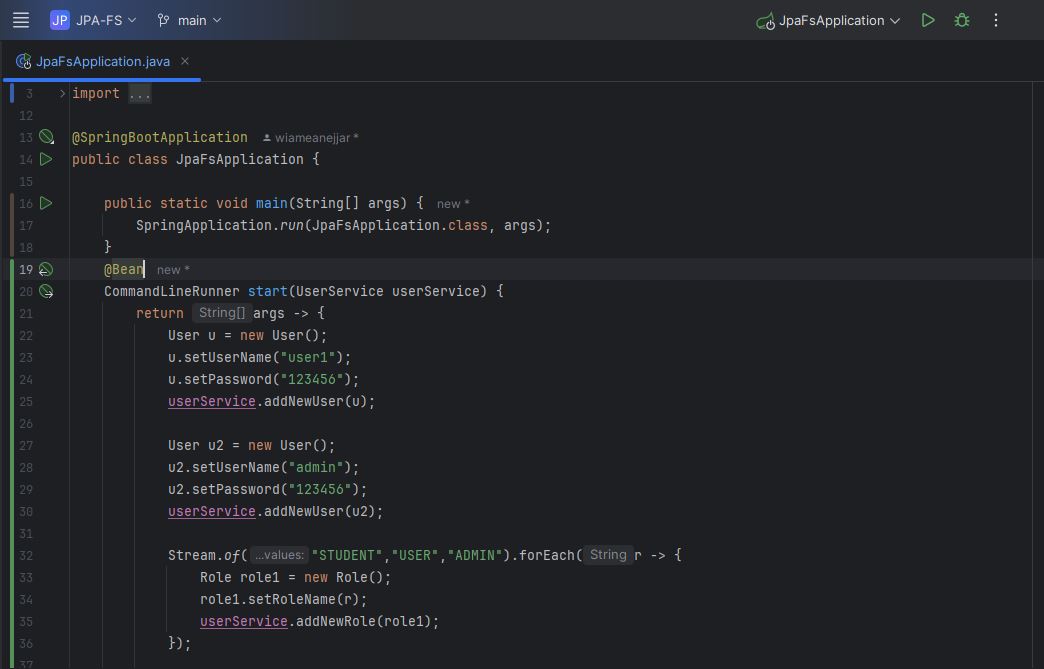 JP JPA-FS main JpaFsApplication
JpaFsApplication.java
3 import ...
12
13 @SpringBootApplication wiameanejjar *
14 public class JpaFsApplication {
15
16 public static void main(String[] args) { new *
17 SpringApplication.run(JpaFsApplication.class, args);
18 }
19 @Bean new *
20 CommandLineRunner start(UserService userService) {
21 return String[] args -> {
22 User u = new User();
23 u.setUserName("user1");
24 u.setPassword("123456");
25 userService.addNewUser(u);
26
27 User u2 = new User();
28 u2.setUserName("admin");
29 u2.setPassword("123456");
30 userService.addNewUser(u2);
31
32 Stream.of( ...values: "STUDENT","USER","ADMIN").forEach( String r -> {
33 Role role1 = new Role();
34 role1.setRoleName(r);
35 userService.addNewRole(role1);
36 });
37